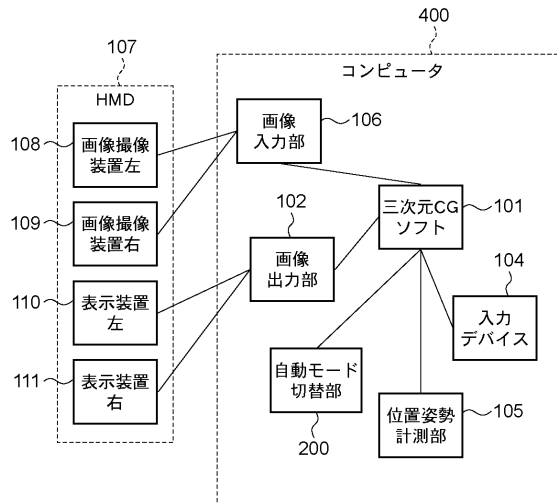 400
コンピュータ
107
HMD
108
画像撮像
装置左
109
画像撮像
装置右
110
表示装置
左
111
表示装置
右
画像
入力部
106
102
画像
出力部
三次元CG
ソフト
101
104
入力
デバイス
自動モード
切替部
200
位置姿勢
計測部
105